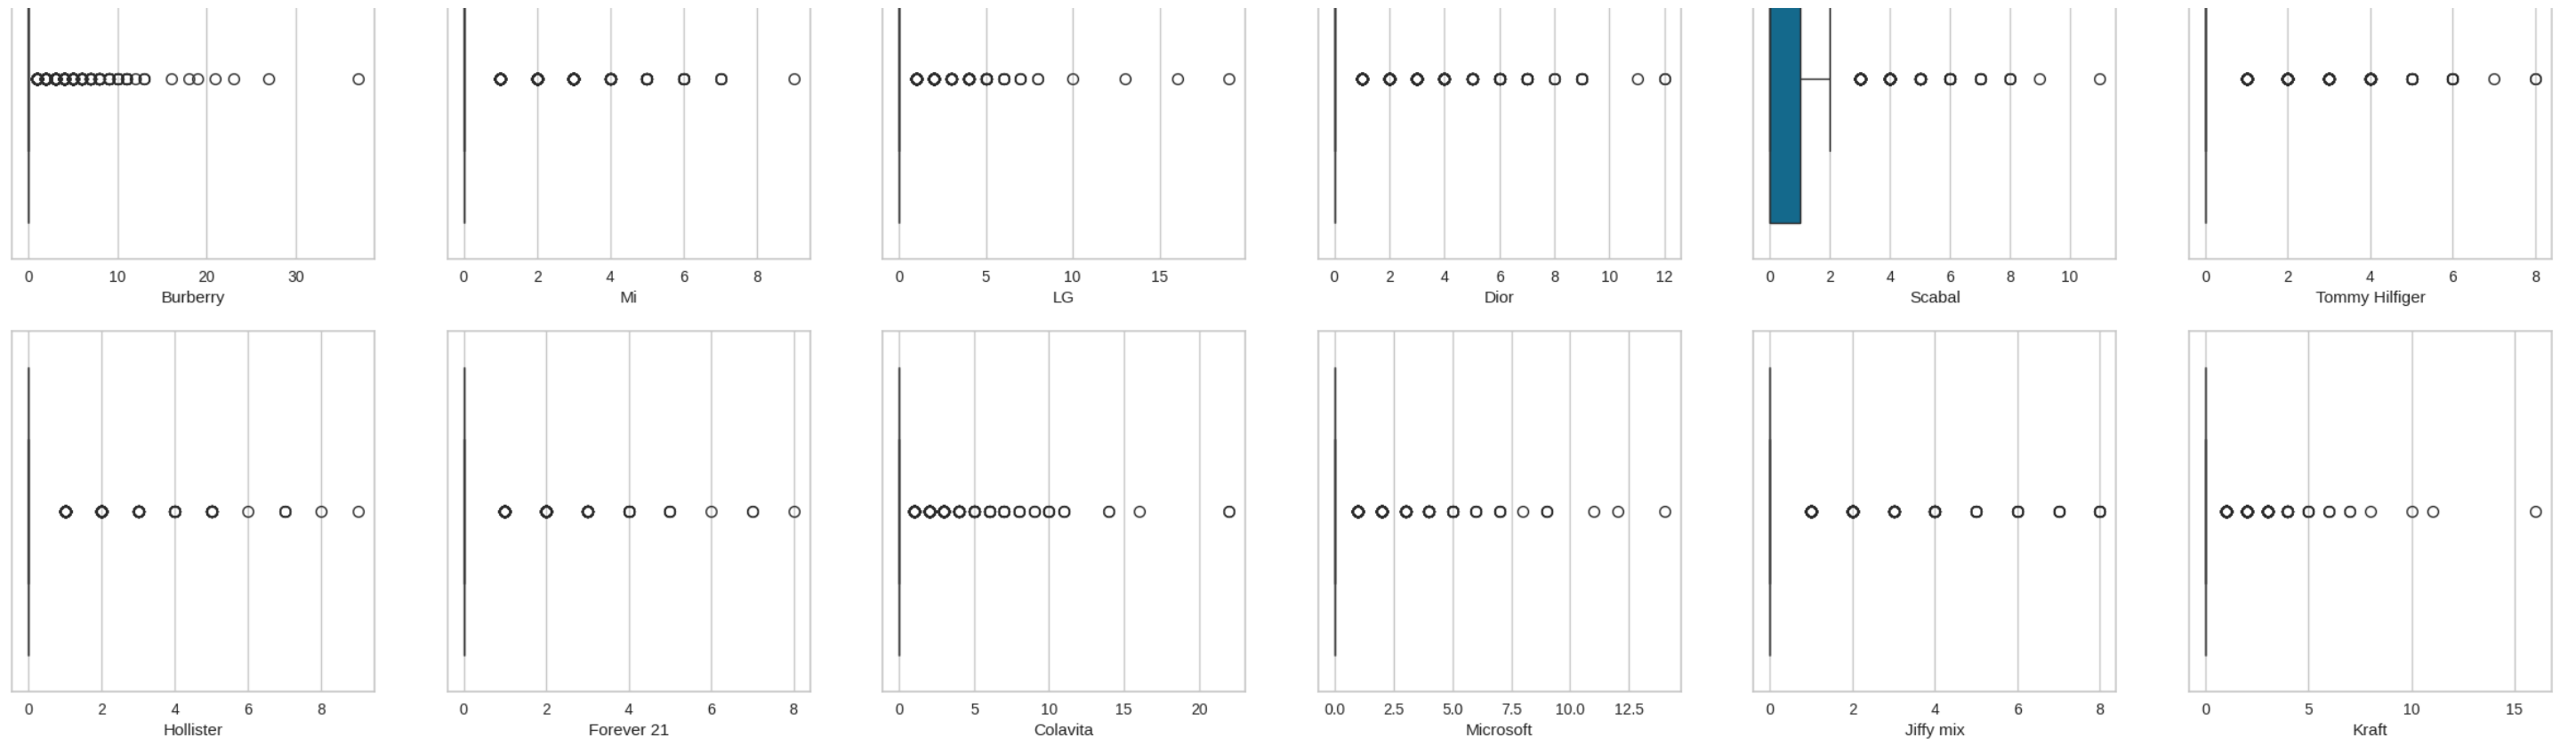 0 10 20 30
Burberry
0 2 4 6 8
Mi
0 5 10 15
LG
0 2 4 6 8 10 12
Dior
0 2 4 6 8 10
Scabal
0 2 4 6 8
Tommy Hilfiger
0 2 4 6 8
Hollister
0 2 4 6 8
Forever 21
0 5 10 15 20
Colavita
0.0 2.5 5.0 7.5 10.0 12.5
Microsoft
0 2 4 6 8
Jiffy mix
0 5 10 15
Kraft